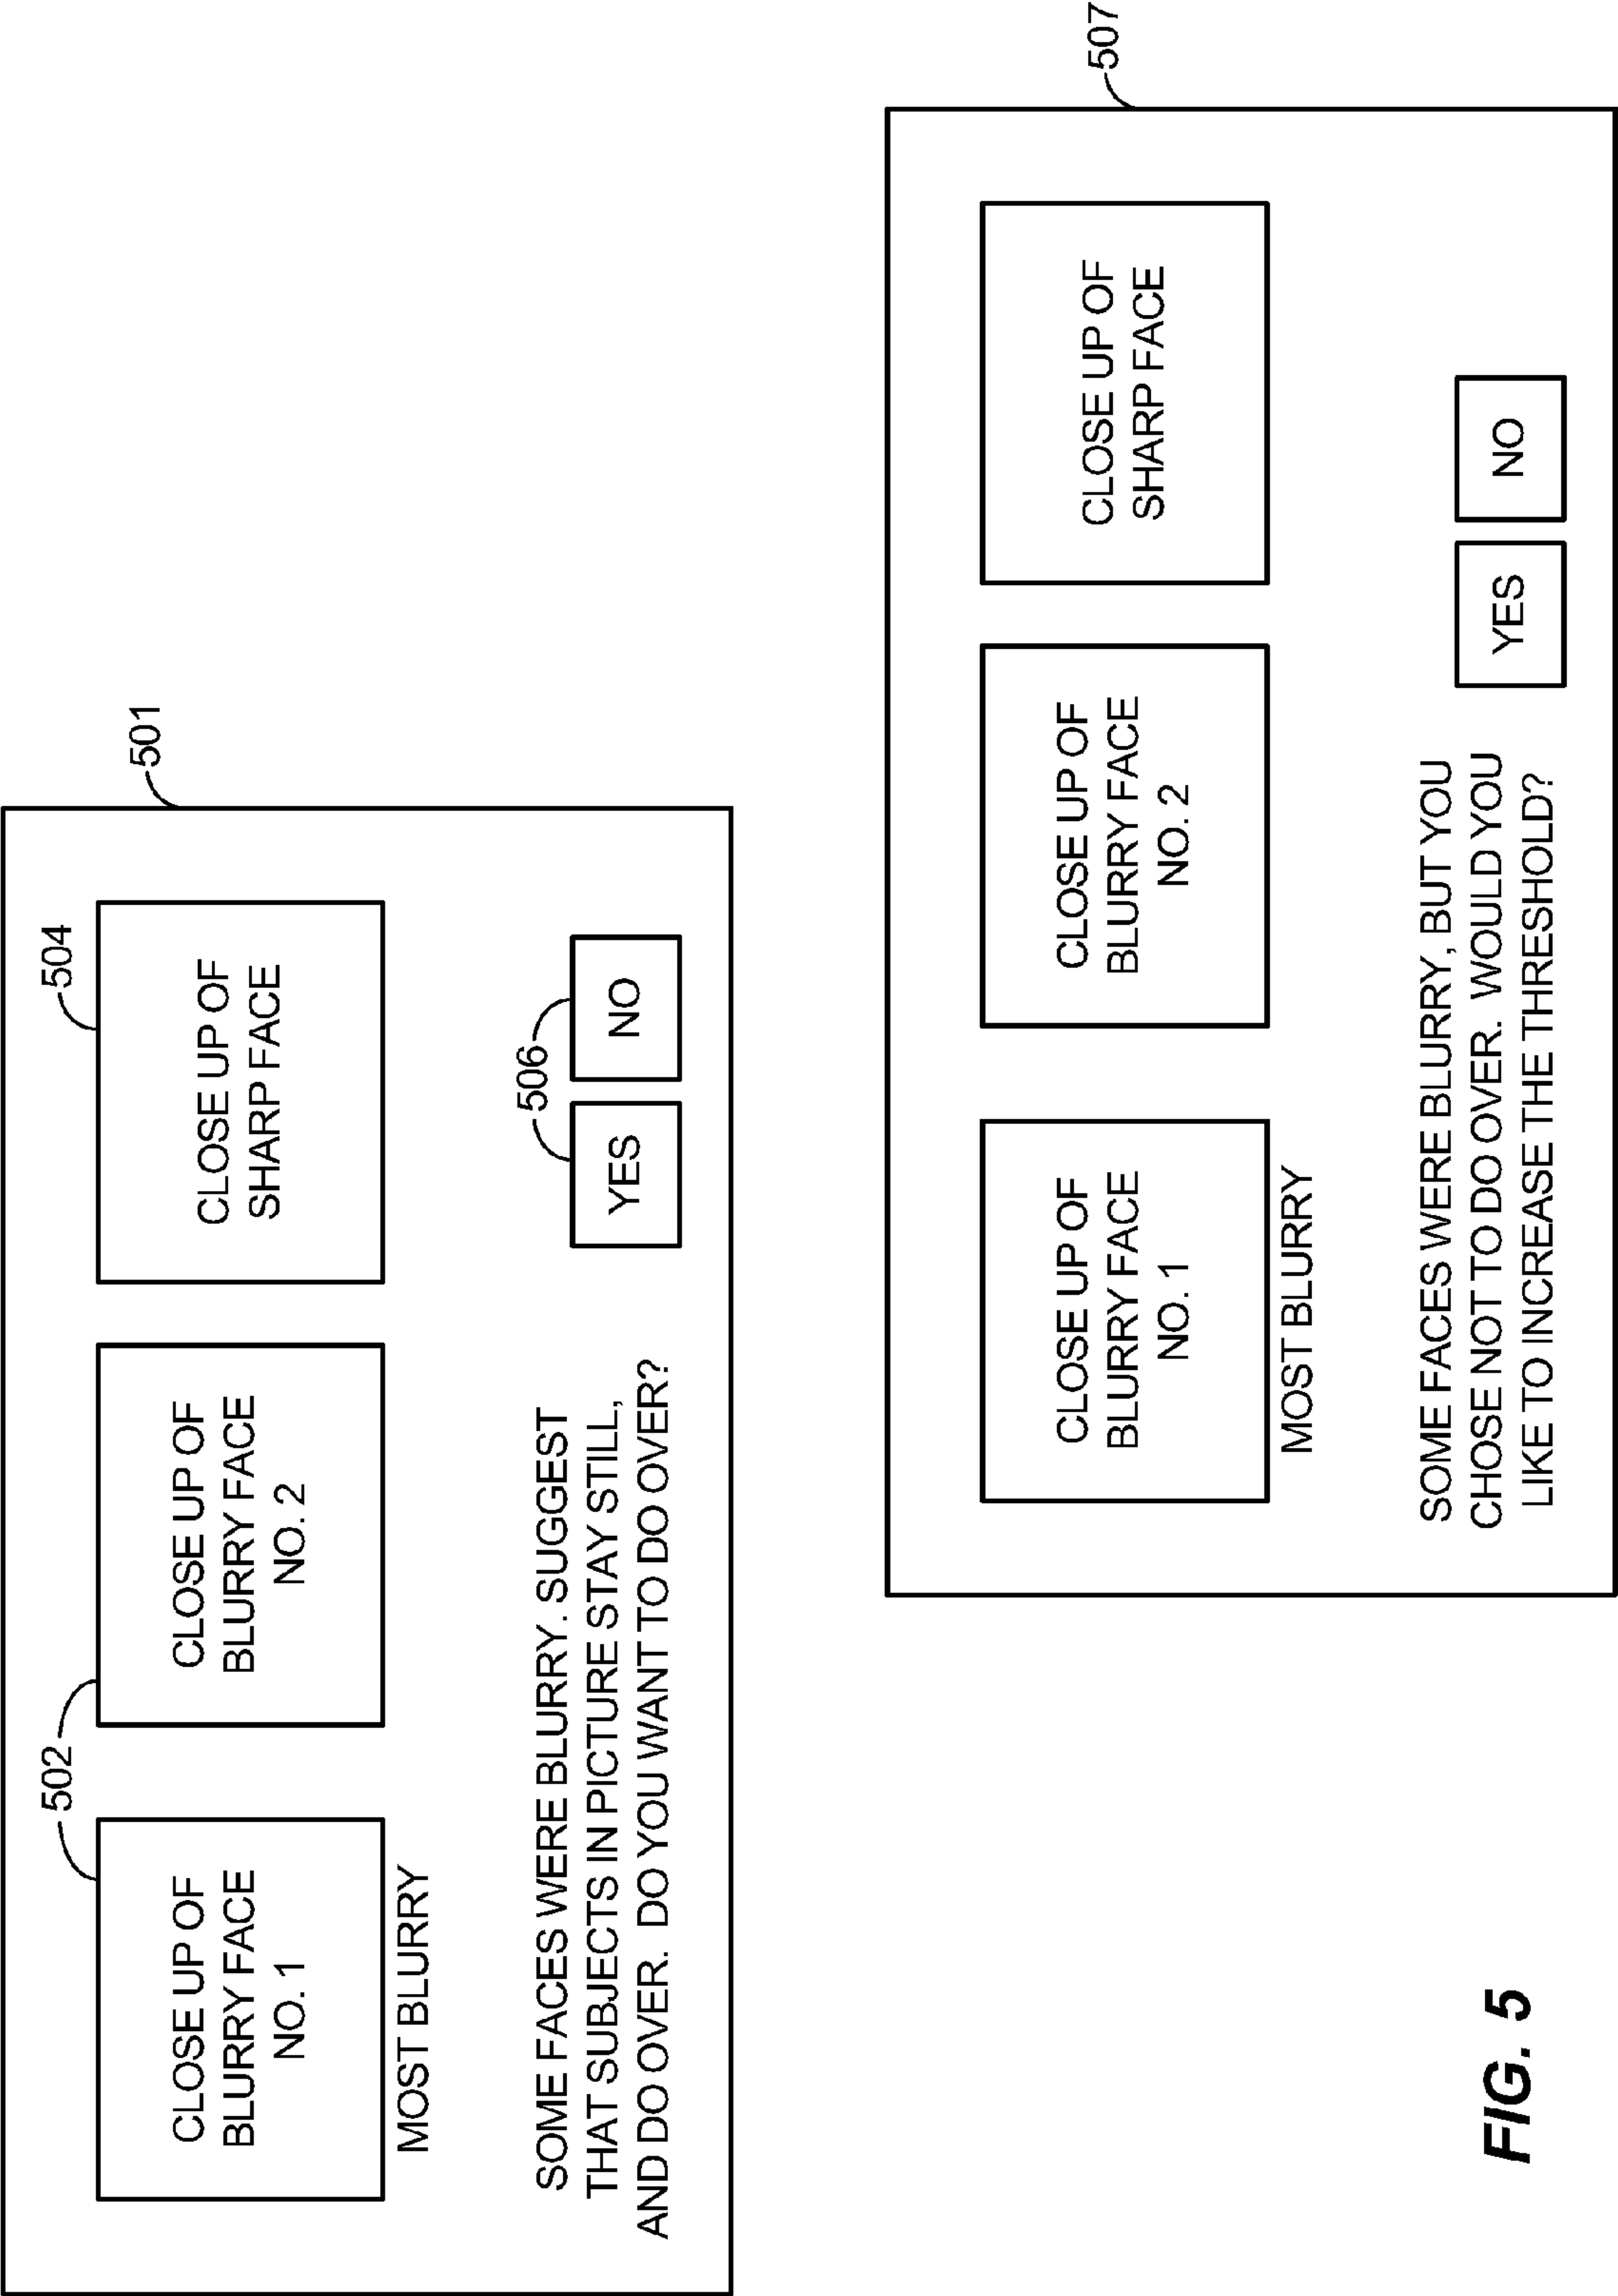 501
502
504
CLOSE UP OF
BLURRY FACE
NO. 1
CLOSE UP OF
BLURRY FACE
NO. 2
CLOSE UP OF
SHARP FACE
MOST BLURRY
SOME FACES WERE BLURRY. SUGGEST
THAT SUBJECTS IN PICTURE STAY STILL,
AND DO OVER. DO YOU WANT TO DO OVER?
506
YES
NO
507
CLOSE UP OF
BLURRY FACE
NO. 1
CLOSE UP OF
BLURRY FACE
NO. 2
CLOSE UP OF
SHARP FACE
MOST BLURRY
SOME FACES WERE BLURRY, BUT YOU
CHOSE NOT TO DO OVER. WOULD YOU
LIKE TO INCREASE THE THRESHOLD?
YES
NO
FIG. 5